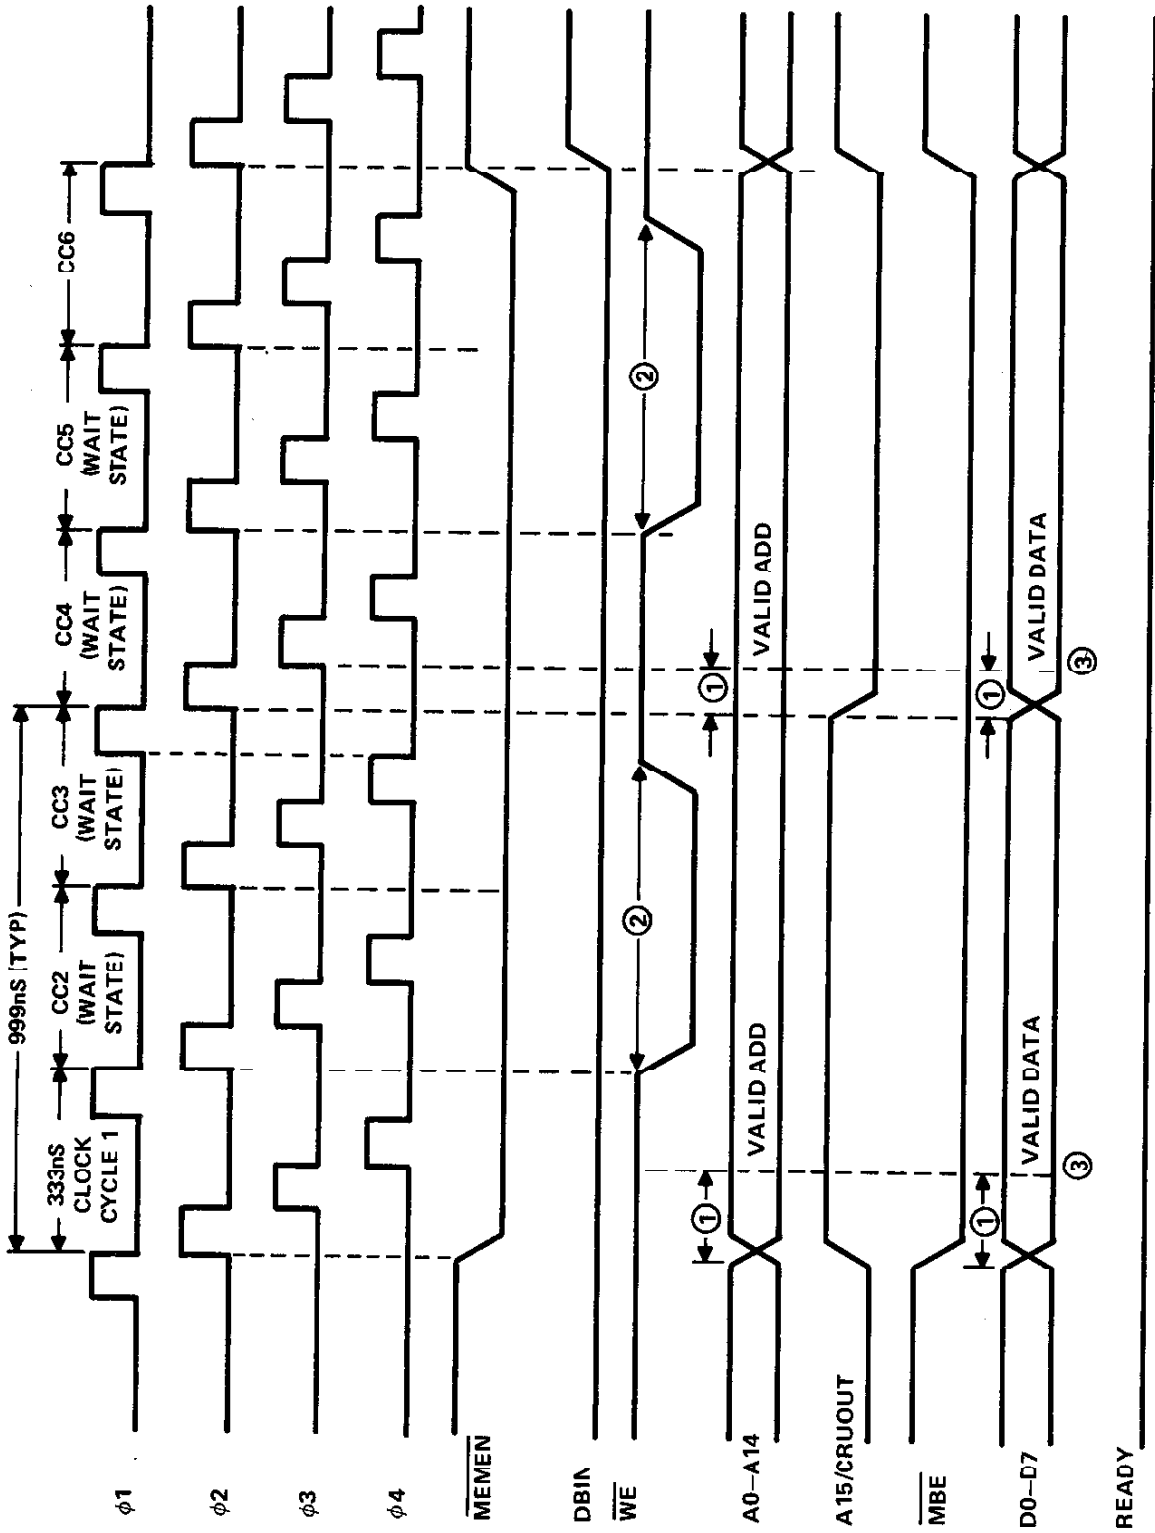 999nS (TYP)
333nS
CLOCK
CYCLE 1
CC2
(WAIT
STATE)
CC3
(WAIT
STATE)
CC4
(WAIT
STATE)
CC5
(WAIT
STATE)
CC6
ϕ1
ϕ2
ϕ3
ϕ4
MEMEN
DBIN
WE
②
②
A0–A14
①
VALID ADD
①
VALID ADD
A15/CRUOUT
MBE
D0–D7
①
VALID DATA
①
VALID DATA
③
③
READY